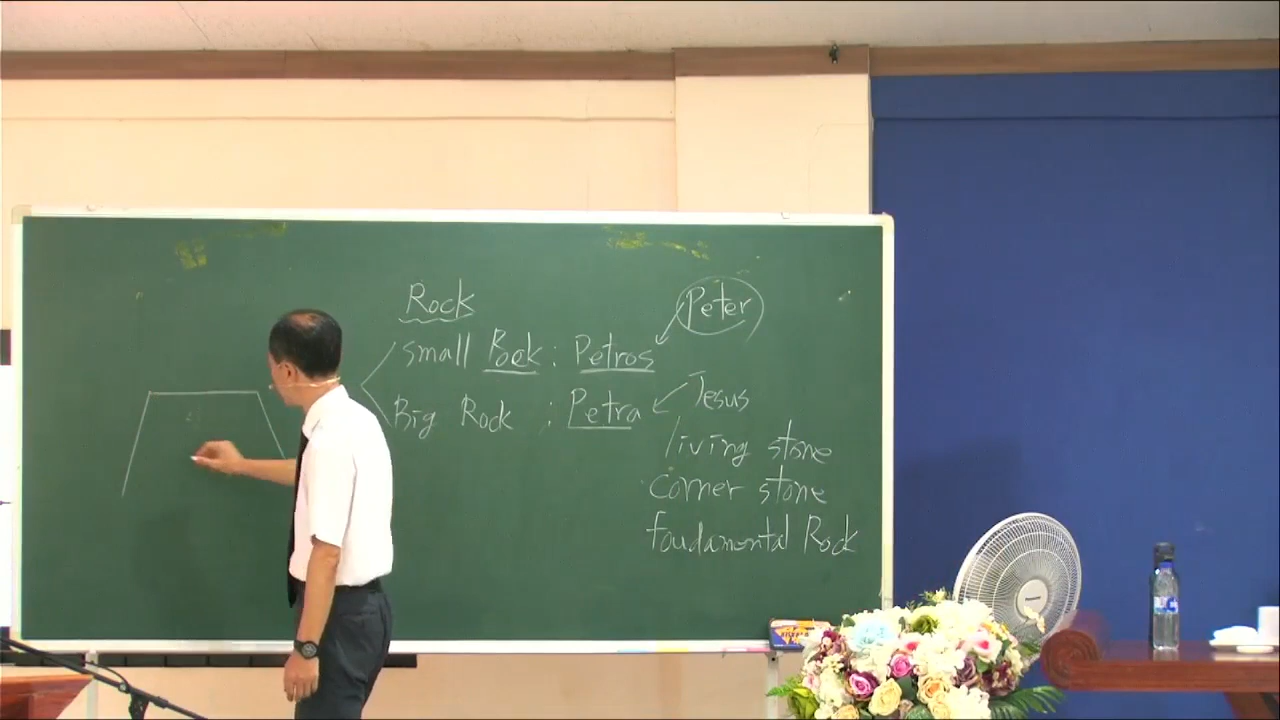 Rock
Peter
small Rock : Petros
Big Rock : Petra
Jesus
living stone
corner stone
foudamental Rock